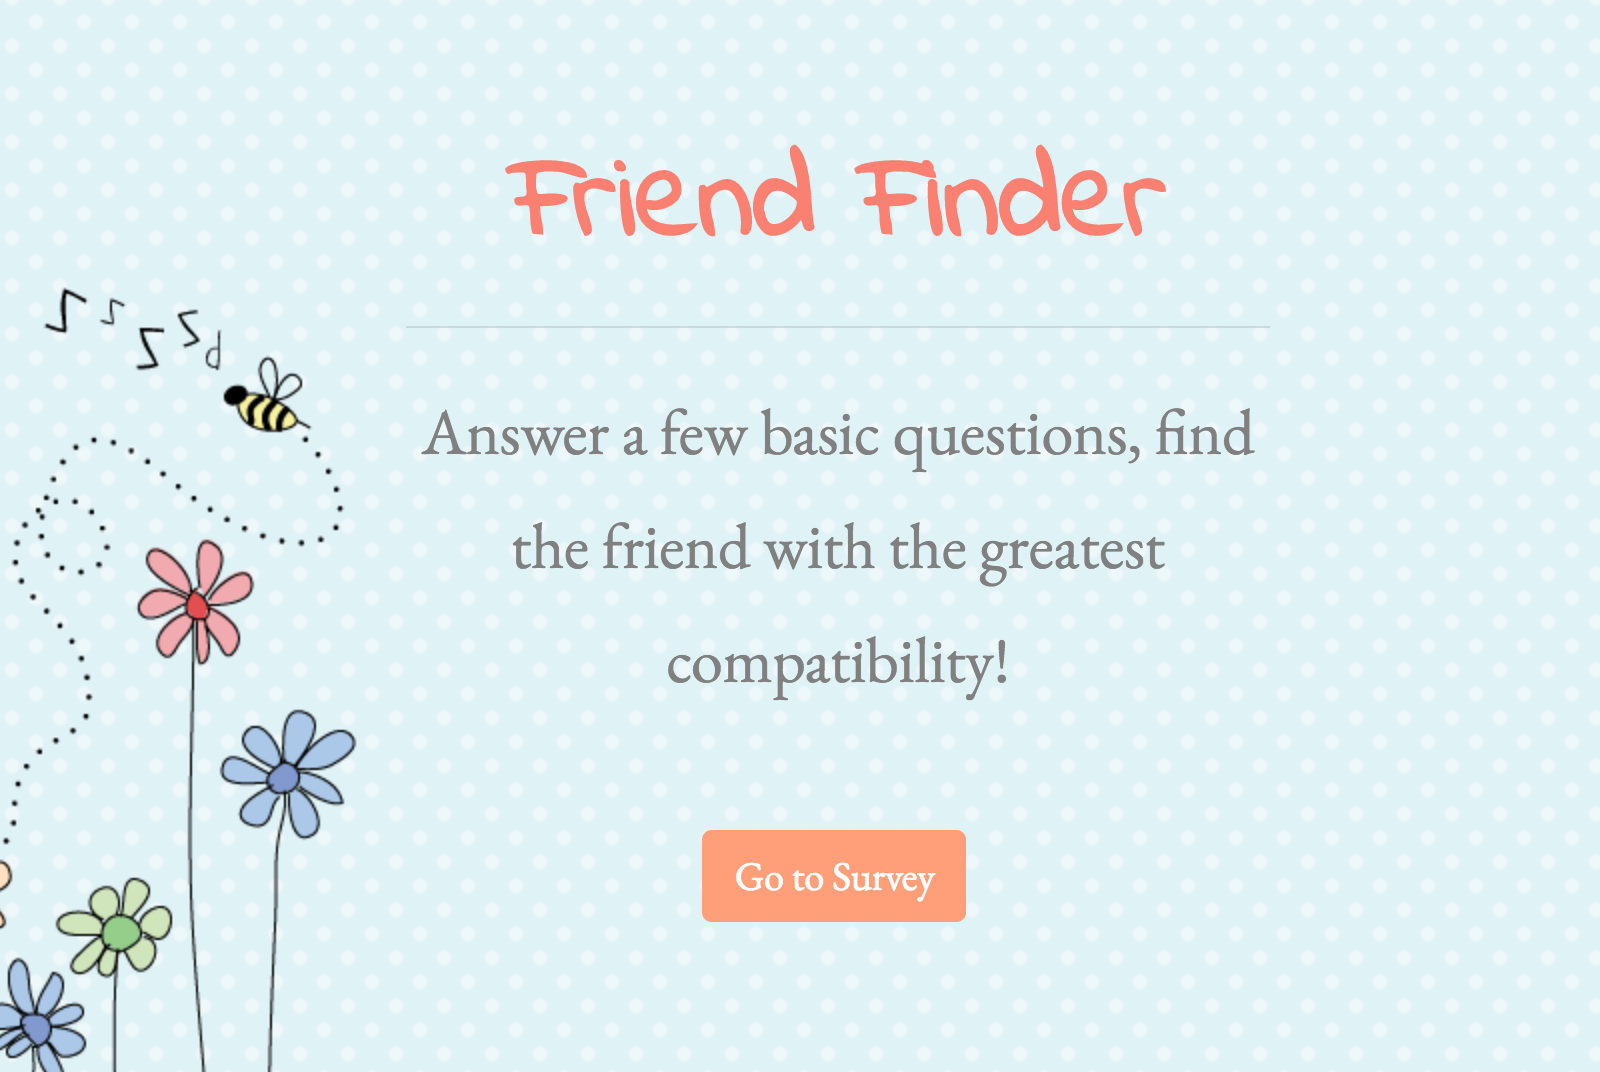 Friend Finder
Answer a few basic questions, find
the friend with the greatest
compatibility!
Go to Survey